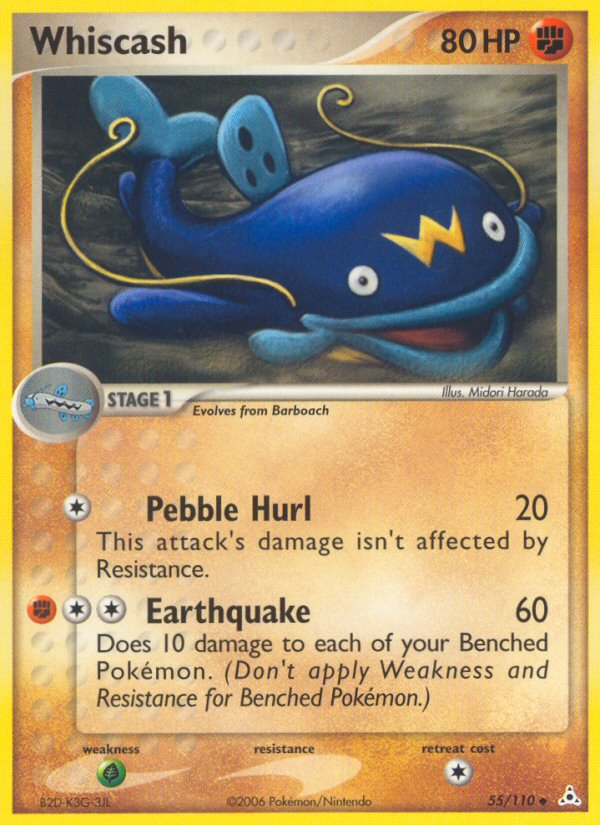 Whiscash 80 HP
Illus. Midori Harada
STAGE 1
Evolves from Barboach
Pebble Hurl 20
This attack's damage isn't affected by
Resistance.
Earthquake 60
Does 10 damage to each of your Benched
Pokémon. (Don't apply Weakness and
Resistance for Benched Pokémon.)
weakness resistance retreat cost
B2D-K3G-3JL ©2006 Pokémon/Nintendo 55/110